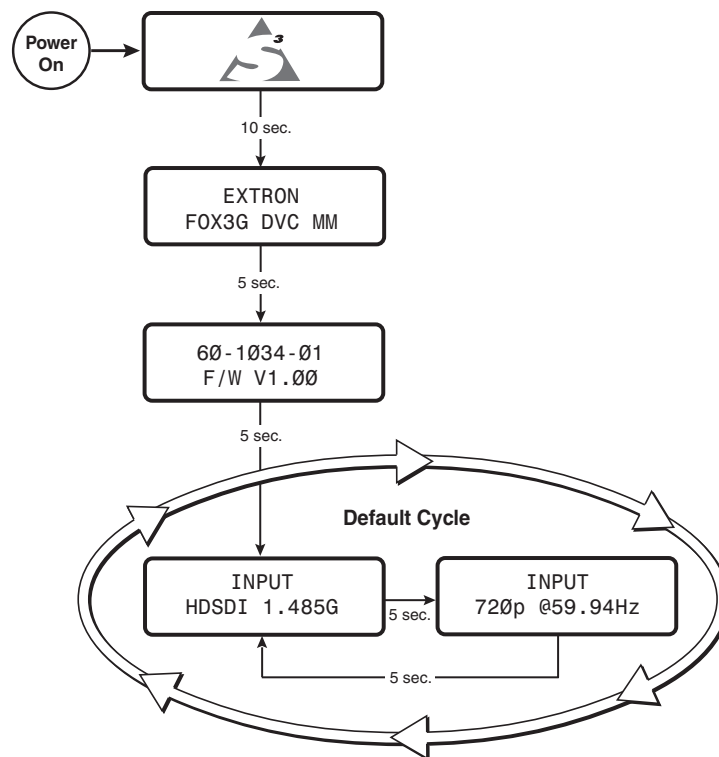 Power
On
S 3
10 sec.
EXTRON
FOX3G DVC MM
5 sec.
6Ø-1Ø34-Ø1
F/W V1.ØØ
5 sec.
Default Cycle
INPUT
HDSDI 1.485G
5 sec.
INPUT
72Øp @59.94Hz
5 sec.